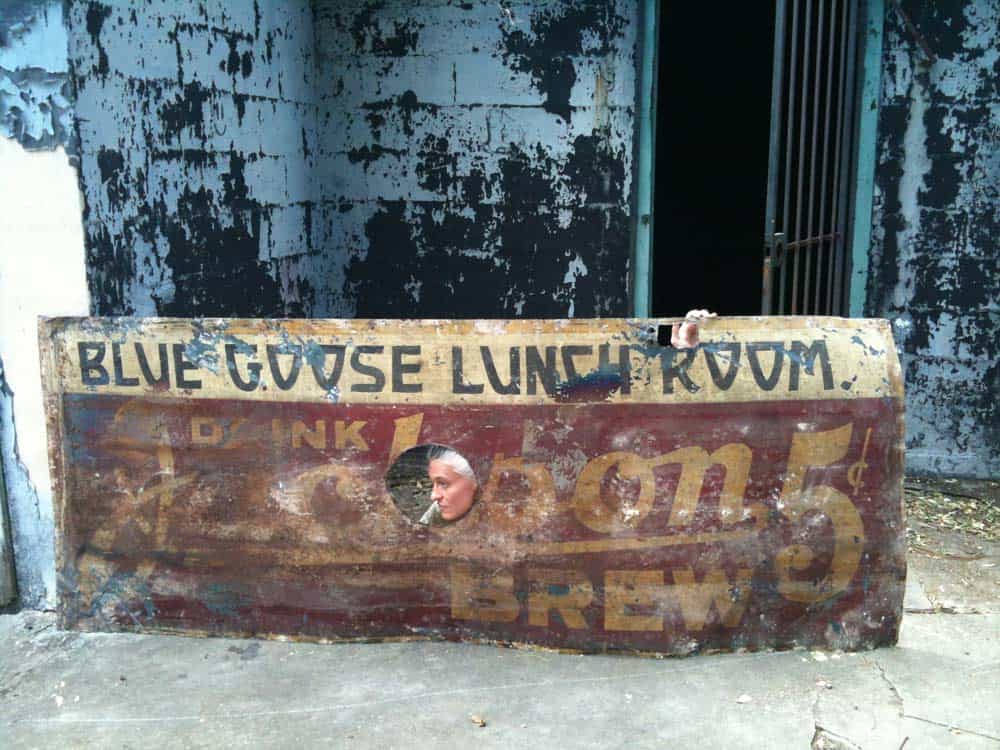 BLUE GOOSE LUNCH ROOM.
DRINK
5¢
BREW